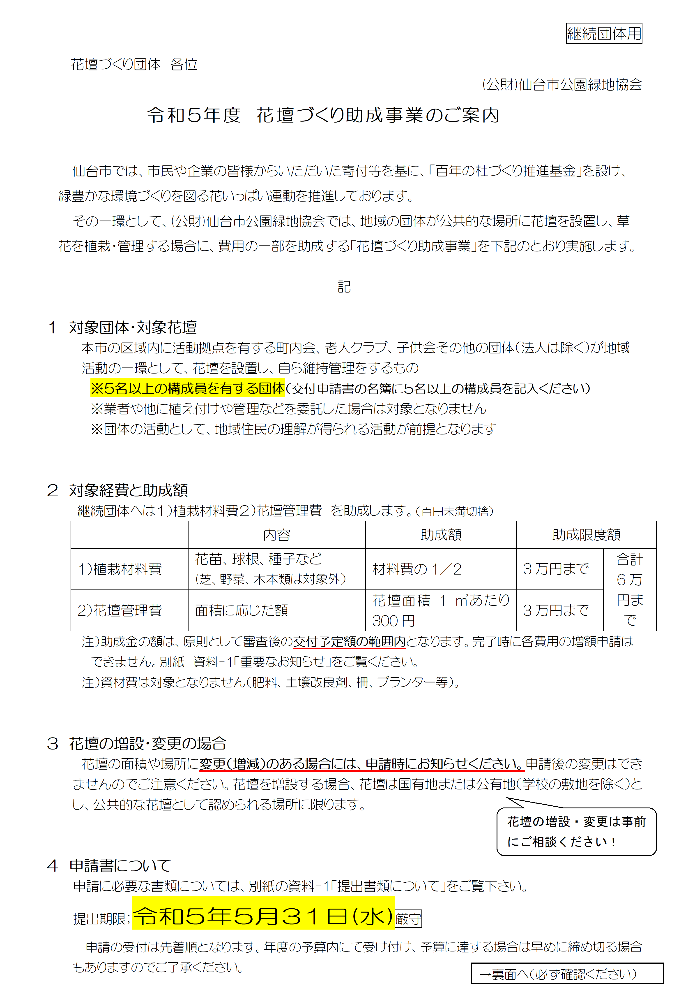 継続団体用
花壇づくり団体　各位
(公財)仙台市公園緑地協会
令和５年度　花壇づくり助成事業のご案内
仙台市では、市民や企業の皆様からいただいた寄付等を基に、「百年の杜づくり推進基金」を設け、
緑豊かな環境づくりを図る花いっぱい運動を推進しております。
その一環として、(公財)仙台市公園緑地協会では、地域の団体が公共的な場所に花壇を設置し、草
花を植栽・管理する場合に、費用の一部を助成する「花壇づくり助成事業」を下記のとおり実施します。
記
１　対象団体・対象花壇
本市の区域内に活動拠点を有する町内会、老人クラブ、子供会その他の団体（法人は除く）が地域
活動の一環として、花壇を設置し、自ら維持管理をするもの
※５名以上の構成員を有する団体（交付申請書の名簿に５名以上の構成員を記入ください）
※業者や他に植え付けや管理などを委託した場合は対象となりません
※団体の活動として、地域住民の理解が得られる活動が前提となります
２　対象経費と助成額
継続団体へは１）植栽材料費２）花壇管理費　を助成します。（百円未満切捨）
内容　助成額　助成限度額
1）植栽材料費　花苗、球根、種子など　材料費の１／２　３万円まで　合計
(芝、野菜、木本類は対象外）　６万
2）花壇管理費　面積に応じた額　花壇面積　１　㎡あたり　３万円まで　円ま
300 円　で
注）助成金の額は、原則として審査後の交付予定額の範囲内となります。完了時に各費用の増額申請は
できません。別紙　資料-1「重要なお知らせ」をご覧ください。
注）資材費は対象となりません（肥料、土壌改良剤、柵、プランター等）。
３　花壇の増設・変更の場合
花壇の面積や場所に変更（増減）のある場合には、申請時にお知らせください。申請後の変更はでき
ませんのでご注意ください。花壇を増設する場合、花壇は国有地または公有地（学校の敷地を除く）と
し、公共的な花壇として認められる場所に限ります。
花壇の増設・変更は事前
にご相談ください！
４　申請書について
申請に必要な書類については、別紙の資料-1「提出書類について」をご覧下さい。
提出期限；令和５年５月３１日(水)厳守
申請の受付は先着順となります。年度の予算内にて受け付け、予算に達する場合は早めに締め切る場合
もありますのでご了承ください。
→裏面へ（必ず確認ください）